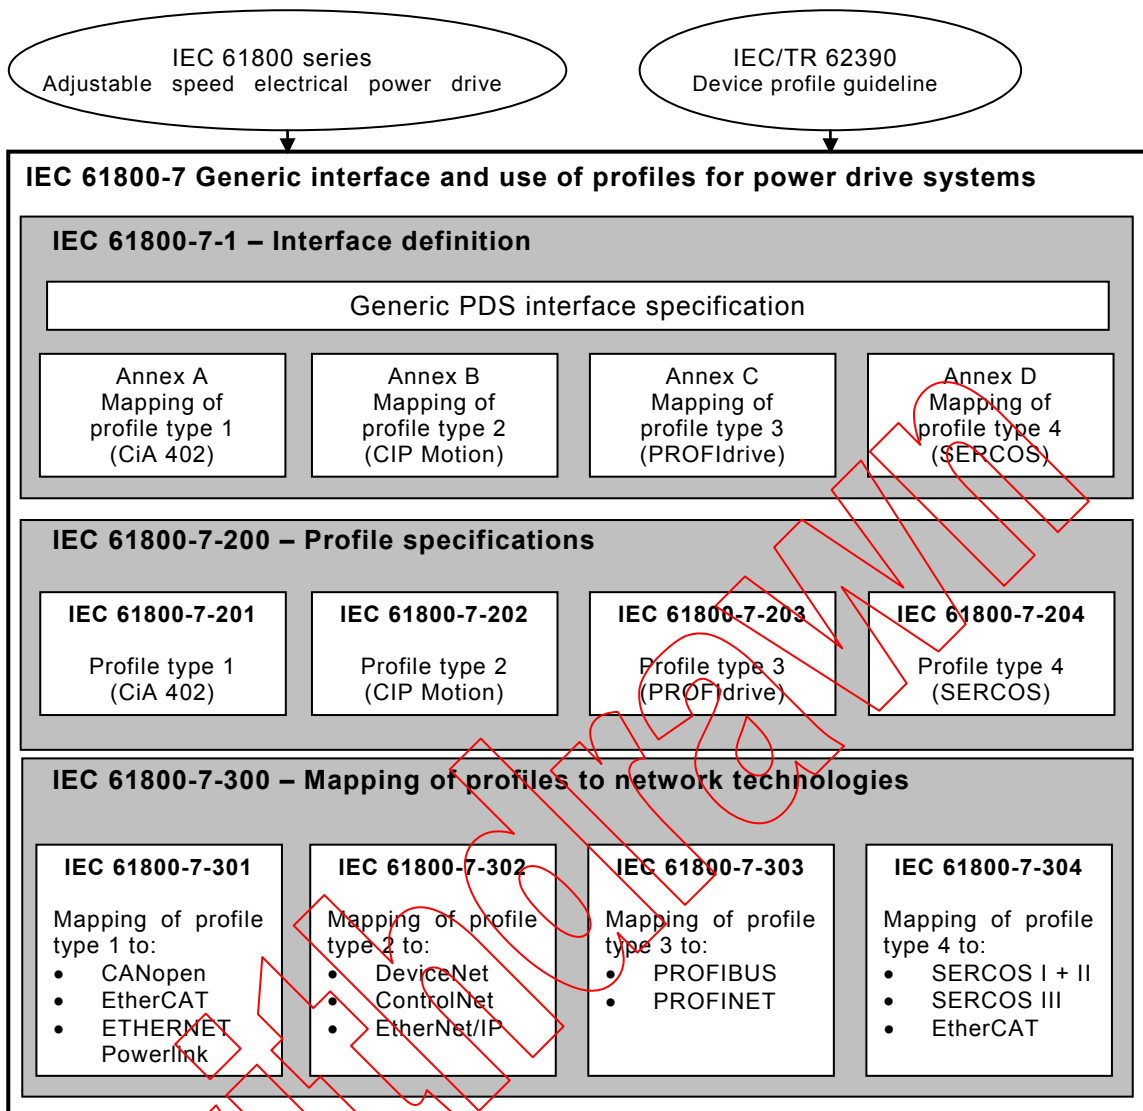 IEC 61800 series
Adjustable speed electrical power drive
IEC/TR 62390
Device profile guideline
IEC 61800-7 Generic interface and use of profiles for power drive systems
IEC 61800-7-1 – Interface definition
Generic PDS interface specification
Annex A
Mapping of
profile type 1
(CiA 402)
Annex B
Mapping of
profile type 2
(CIP Motion)
Annex C
Mapping of
profile type 3
(PROFIdrive)
Annex D
Mapping of
profile type 4
(SERCOS)
IEC 61800-7-200 – Profile specifications
IEC 61800-7-201
Profile type 1
(CiA 402)
IEC 61800-7-202
Profile type 2
(CIP Motion)
IEC 61800-7-203
Profile type 3
(PROFIdrive)
IEC 61800-7-204
Profile type 4
(SERCOS)
IEC 61800-7-300 – Mapping of profiles to network technologies
IEC 61800-7-301
Mapping of profile
type 1 to:
• CANopen
• EtherCAT
• ETHERNET
Powerlink
IEC 61800-7-302
Mapping of profile
type 2 to:
• DeviceNet
• ControlNet
• EtherNet/IP
IEC 61800-7-303
Mapping of profile
type 3 to:
• PROFIBUS
• PROFINET
IEC 61800-7-304
Mapping of profile
type 4 to:
• SERCOS I + II
• SERCOS III
• EtherCAT